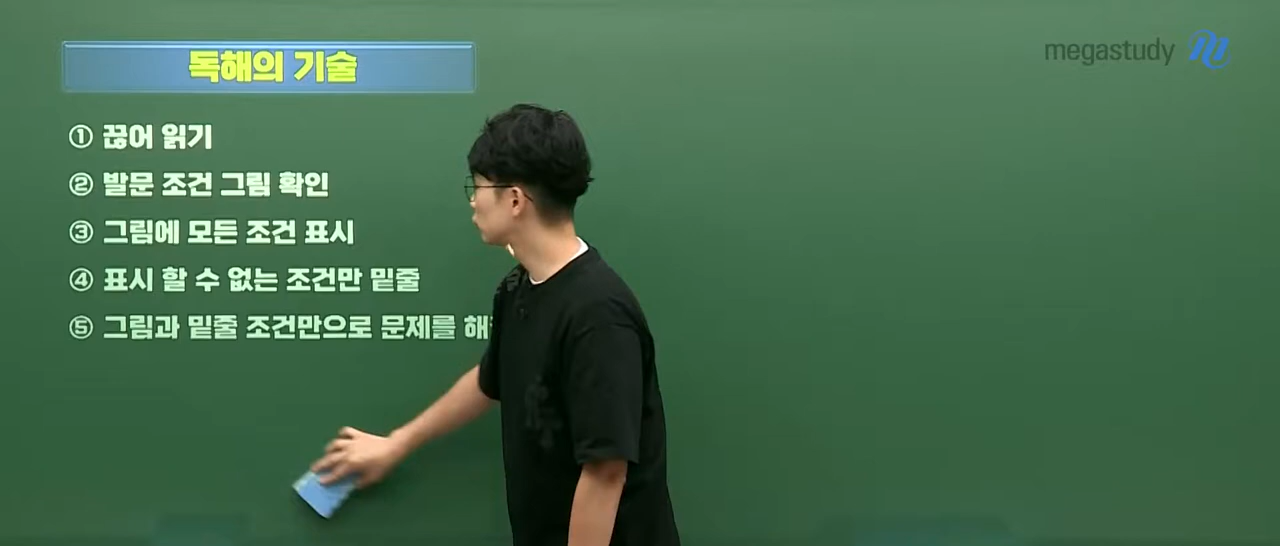 독해의 기술
megastudy
① 끊어 읽기
② 발문 조건 그림 확인
③ 그림에 모든 조건 표시
④ 표시 할 수 없는 조건만 밑줄
⑤ 그림과 밑줄 조건만으로 문제를